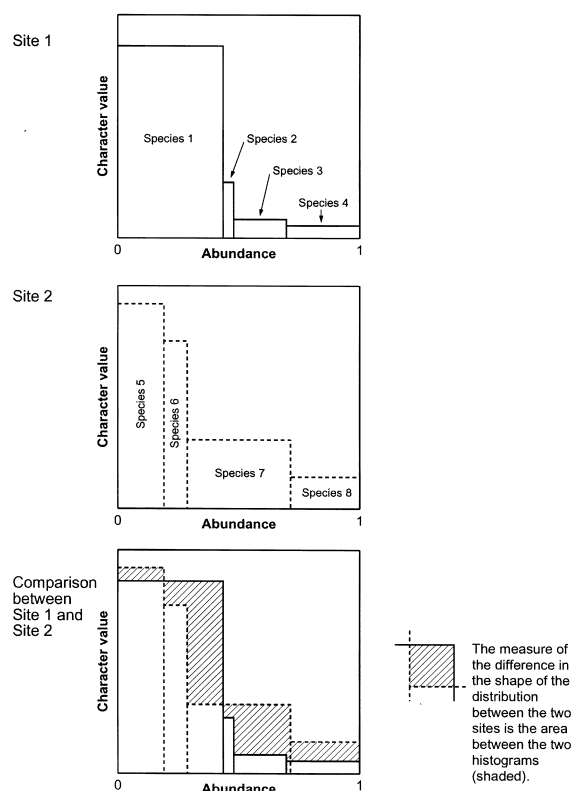 Site 1
Character value
Species 1
Species 2
Species 3
Species 4
0
1
Abundance
Site 2
Character value
Species 5
Species 6
Species 7
Species 8
0
1
Abundance
Comparison
between
Site 1 and
Site 2
Character value
0
1
Abundance
The measure of
the difference in
the shape of the
distribution
between the two
sites is the area
between the two
histograms
(shaded).